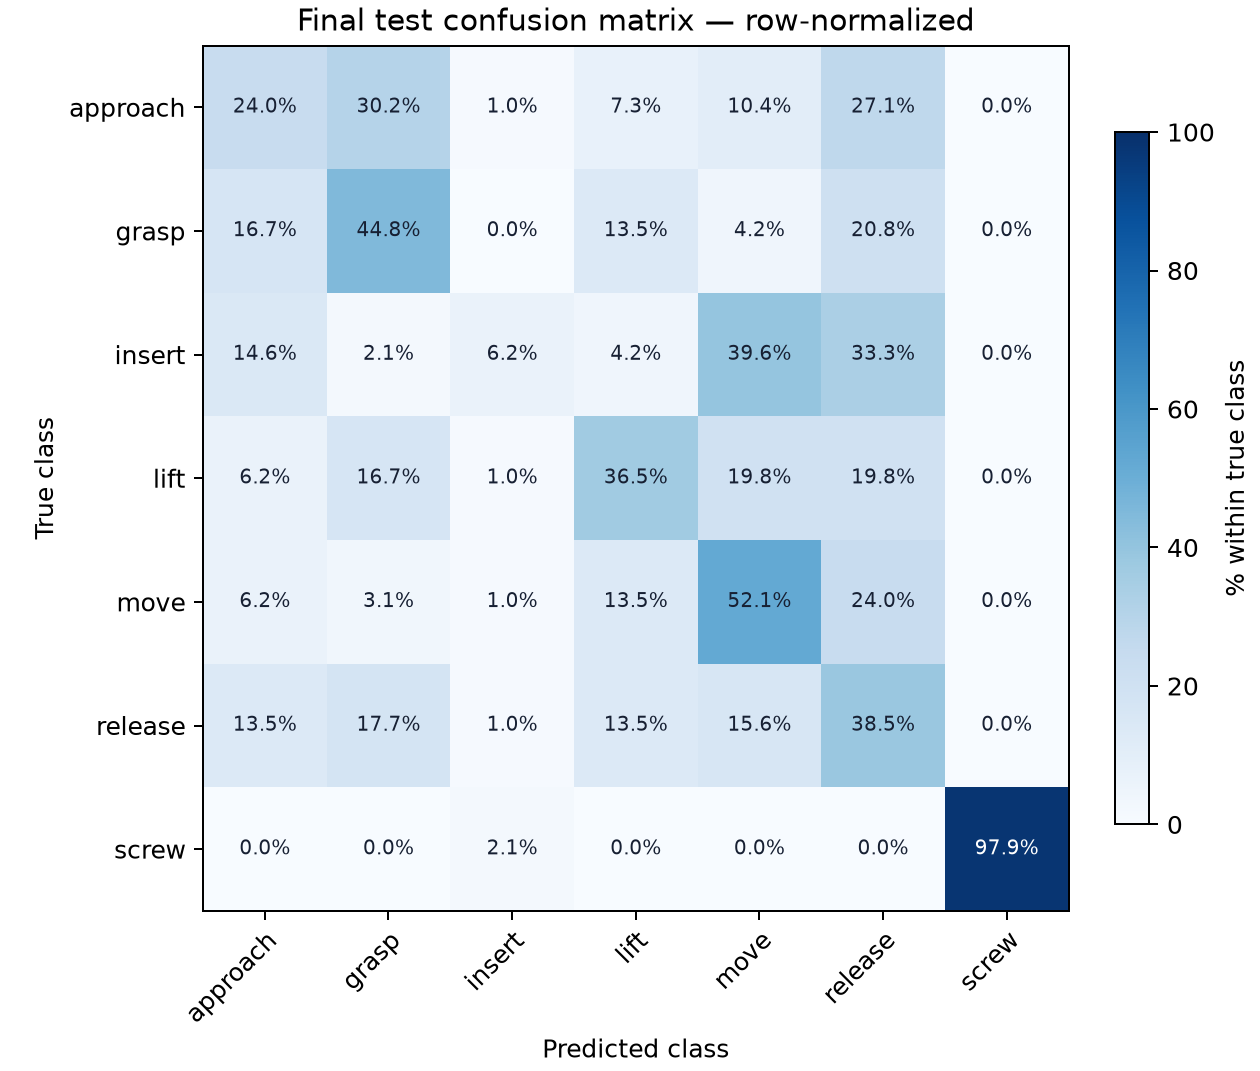 Final test confusion matrix — row-normalized
approach 24.0% 30.2% 1.0% 7.3% 10.4% 27.1% 0.0%
grasp 16.7% 44.8% 0.0% 13.5% 4.2% 20.8% 0.0%
insert 14.6% 2.1% 6.2% 4.2% 39.6% 33.3% 0.0%
lift 6.2% 16.7% 1.0% 36.5% 19.8% 19.8% 0.0%
move 6.2% 3.1% 1.0% 13.5% 52.1% 24.0% 0.0%
release 13.5% 17.7% 1.0% 13.5% 15.6% 38.5% 0.0%
screw 0.0% 0.0% 2.1% 0.0% 0.0% 0.0% 97.9%
approach grasp insert lift move release screw
Predicted class
True class
100
80
60
40
20
0
% within true class